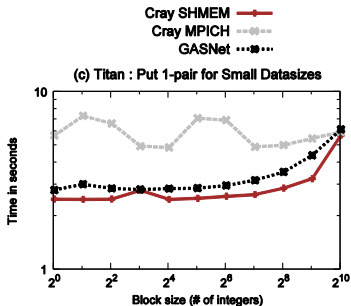 Cray SHMEM
Cray MPICH
GASNet
(c) Titan : Put 1-pair for Small Datasizes
Time in seconds
10
1
2^0 2^2 2^4 2^6 2^8 2^10
Block size (# of integers)